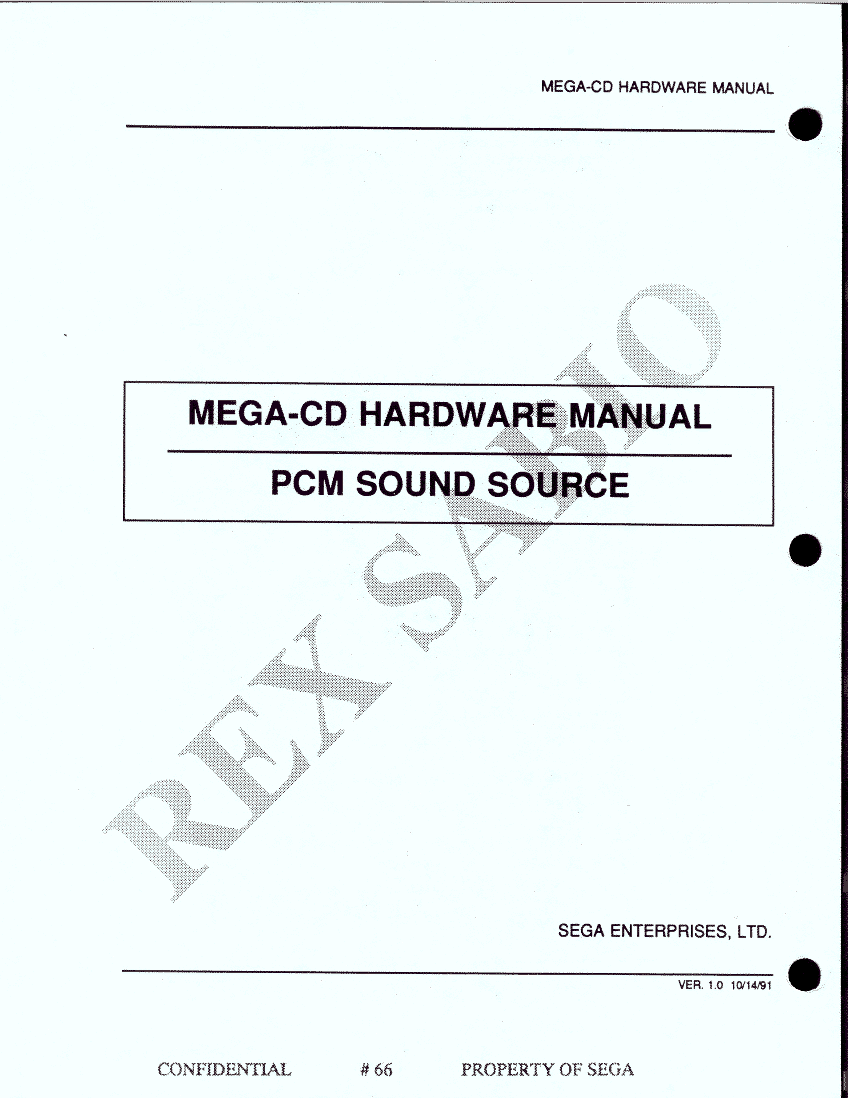 MEGA-CD HARDWARE MANUAL
MEGA-CD HARDWARE MANUAL
PCM SOUND SOURCE
REX SABIO
SEGA ENTERPRISES, LTD.
VER. 1.0 10/14/91
CONFIDENTIAL # 66 PROPERTY OF SEGA